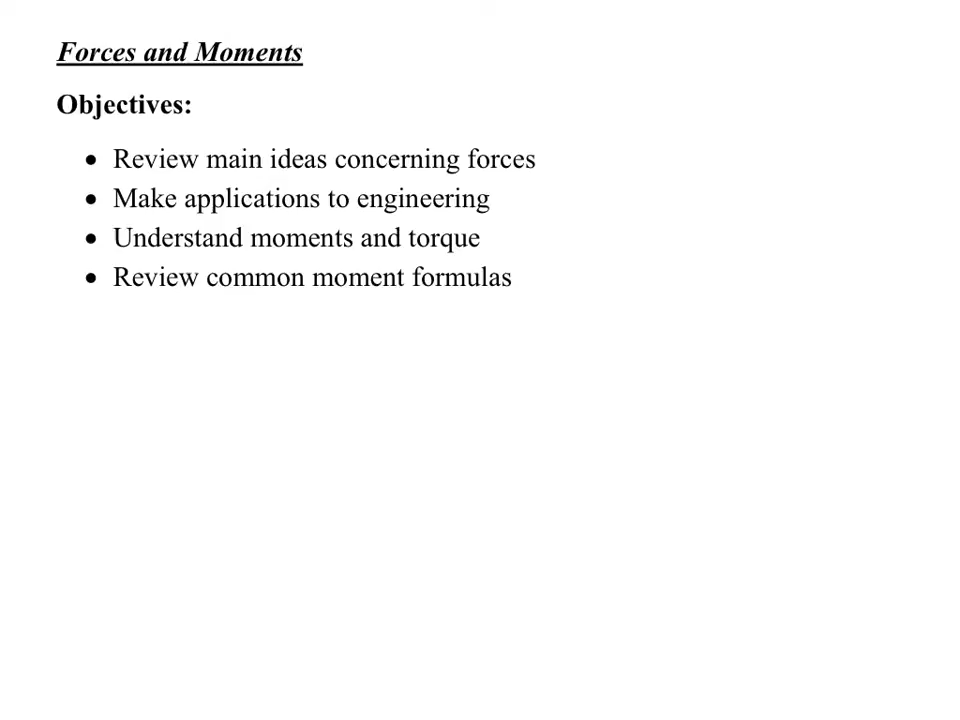 Forces and Moments
Objectives:
• Review main ideas concerning forces
• Make applications to engineering
• Understand moments and torque
• Review common moment formulas